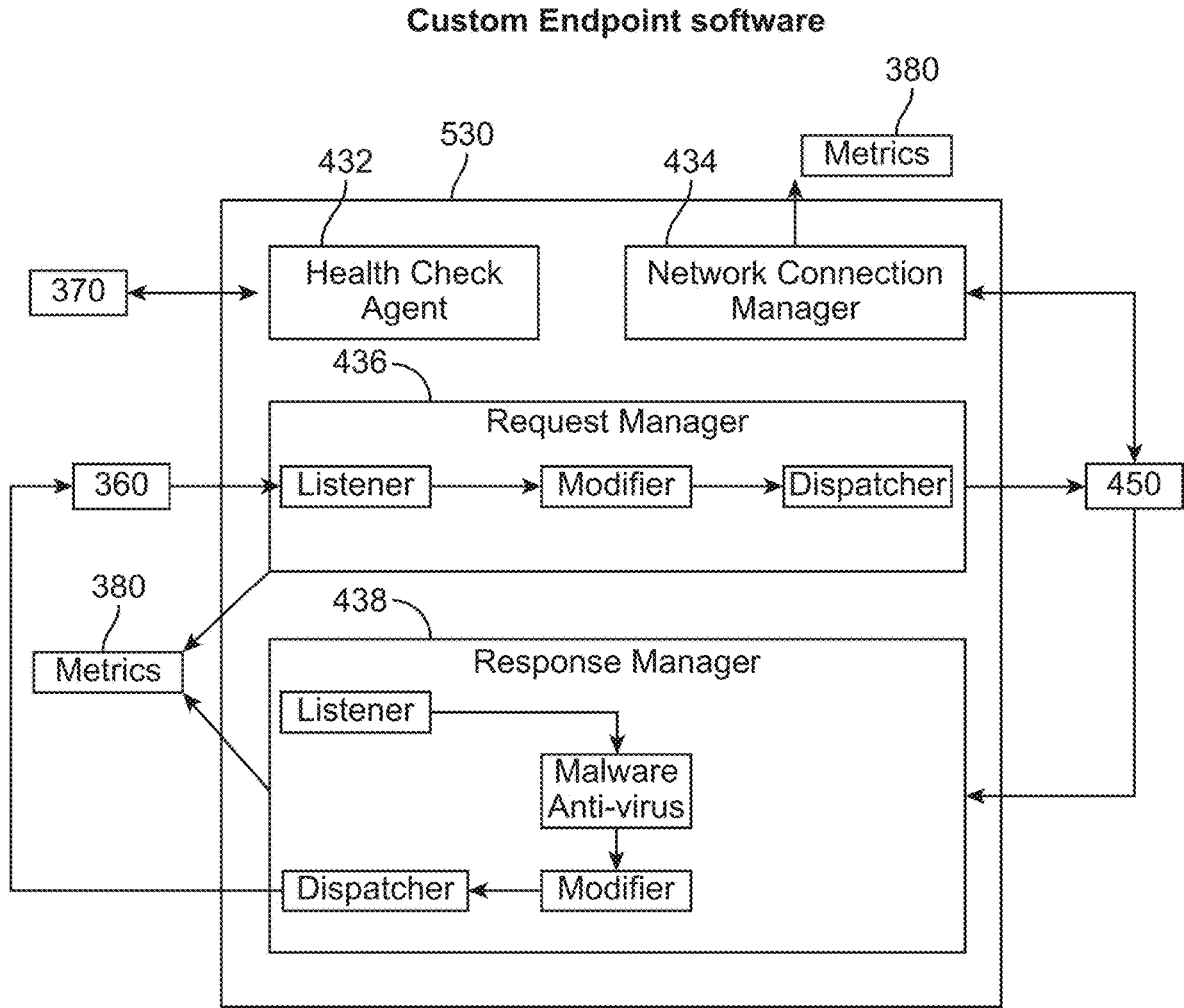 Custom Endpoint software
380
530
Metrics
432
434
Health Check
Agent
Network Connection
Manager
370
436
Request Manager
360
Listener
Modifier
Dispatcher
450
380
438
Metrics
Response Manager
Listener
Malware
Anti-virus
Dispatcher
Modifier